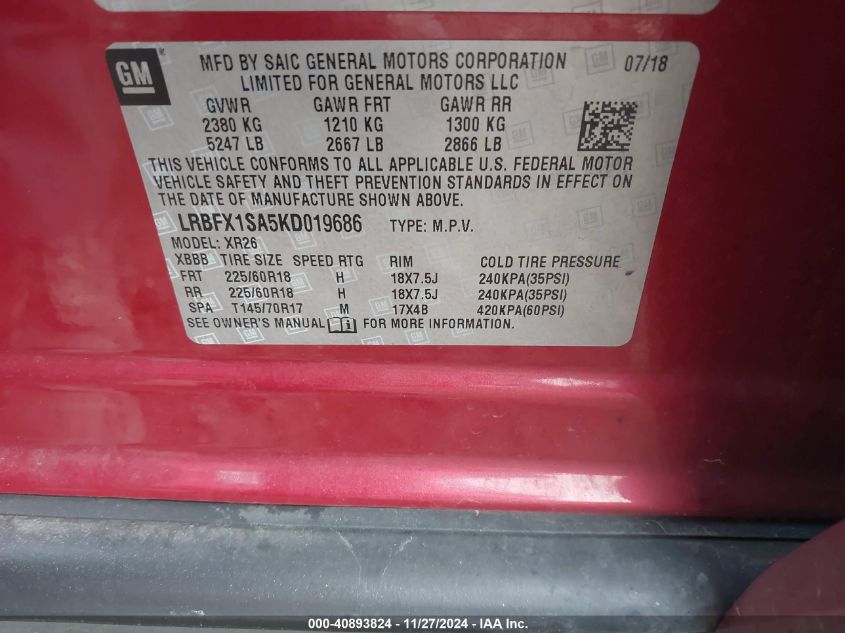 GM
MFD BY SAIC GENERAL MOTORS CORPORATION 07/18
LIMITED FOR GENERAL MOTORS LLC
GVWR GAWR FRT GAWR RR
2380 KG 1210 KG 1300 KG
5247 LB 2667 LB 2866 LB
THIS VEHICLE CONFORMS TO ALL APPLICABLE U.S. FEDERAL MOTOR
VEHICLE SAFETY AND THEFT PREVENTION STANDARDS IN EFFECT ON
THE DATE OF MANUFACTURE SHOWN ABOVE.
LRBFX1SA5KD019686 TYPE: M.P.V.
MODEL: XR26
XBBB TIRE SIZE SPEED RTG RIM COLD TIRE PRESSURE
FRT 225/60R18 H 18X7.5J 240KPA(35PSI)
RR 225/60R18 H 18X7.5J 240KPA(35PSI)
SPA T145/70R17 M 17X4B 420KPA(60PSI)
SEE OWNER'S MANUAL FOR MORE INFORMATION.
000-40893824 - 11/27/2024 - IAA Inc.